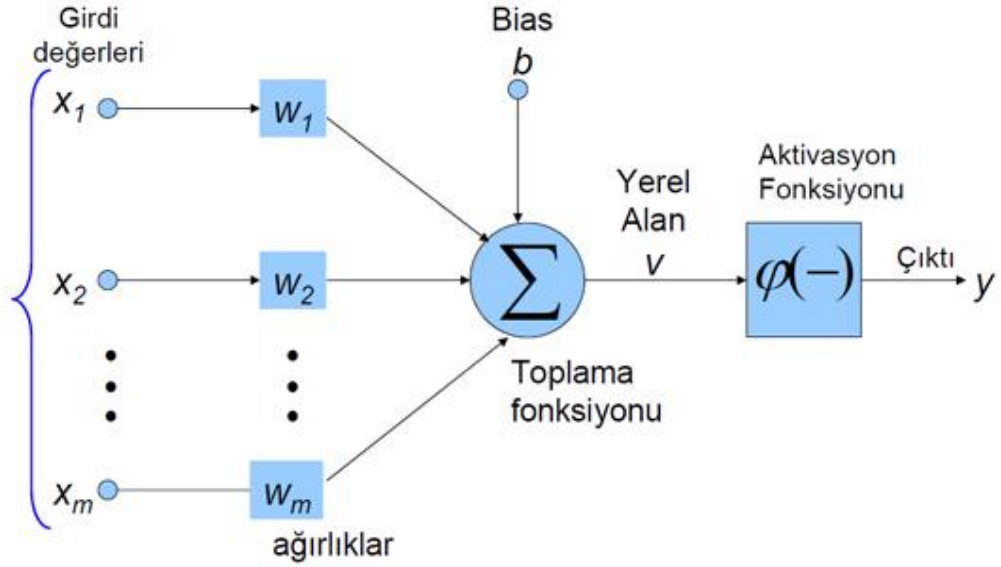 Girdi
değerleri
x1
w1
Bias
b
x2
w2
∑
Yerel
Alan
v
Aktivasyon
Fonksiyonu
φ(−)
Çıktı
y
Toplama
fonksiyonu
xm
wm
ağırlıklar